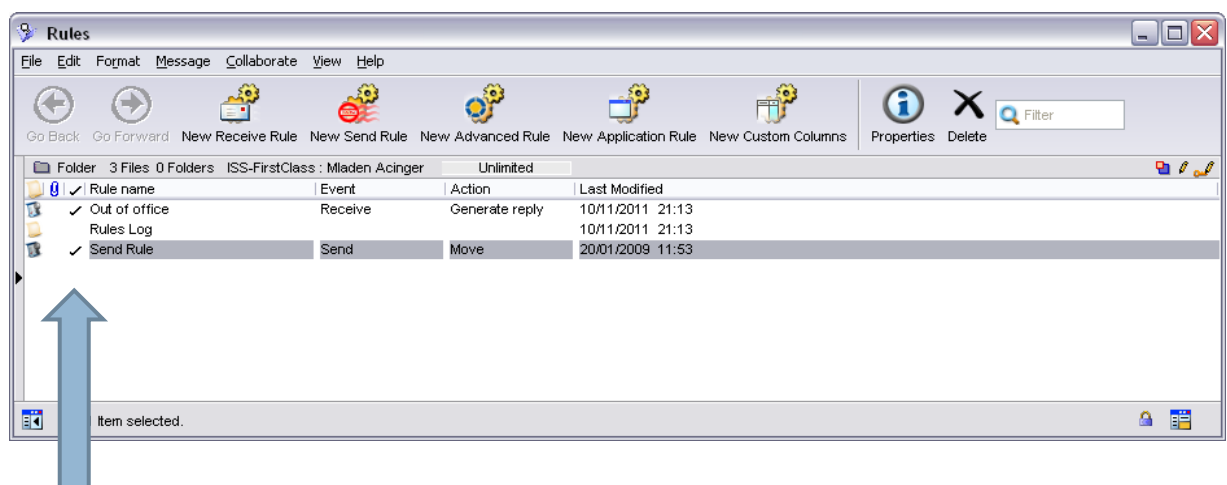 Rules
File Edit Format Message Collaborate View Help
Go Back Go Forward New Receive Rule New Send Rule New Advanced Rule New Application Rule New Custom Columns Properties Delete Filter
Folder 3 Files 0 Folders ISS-FirstClass : Mladen Acinger Unlimited
Rule name Event Action Last Modified
Out of office Receive Generate reply 10/11/2011 21:13
Rules Log 10/11/2011 21:13
Send Rule Send Move 20/01/2009 11:53
Item selected.